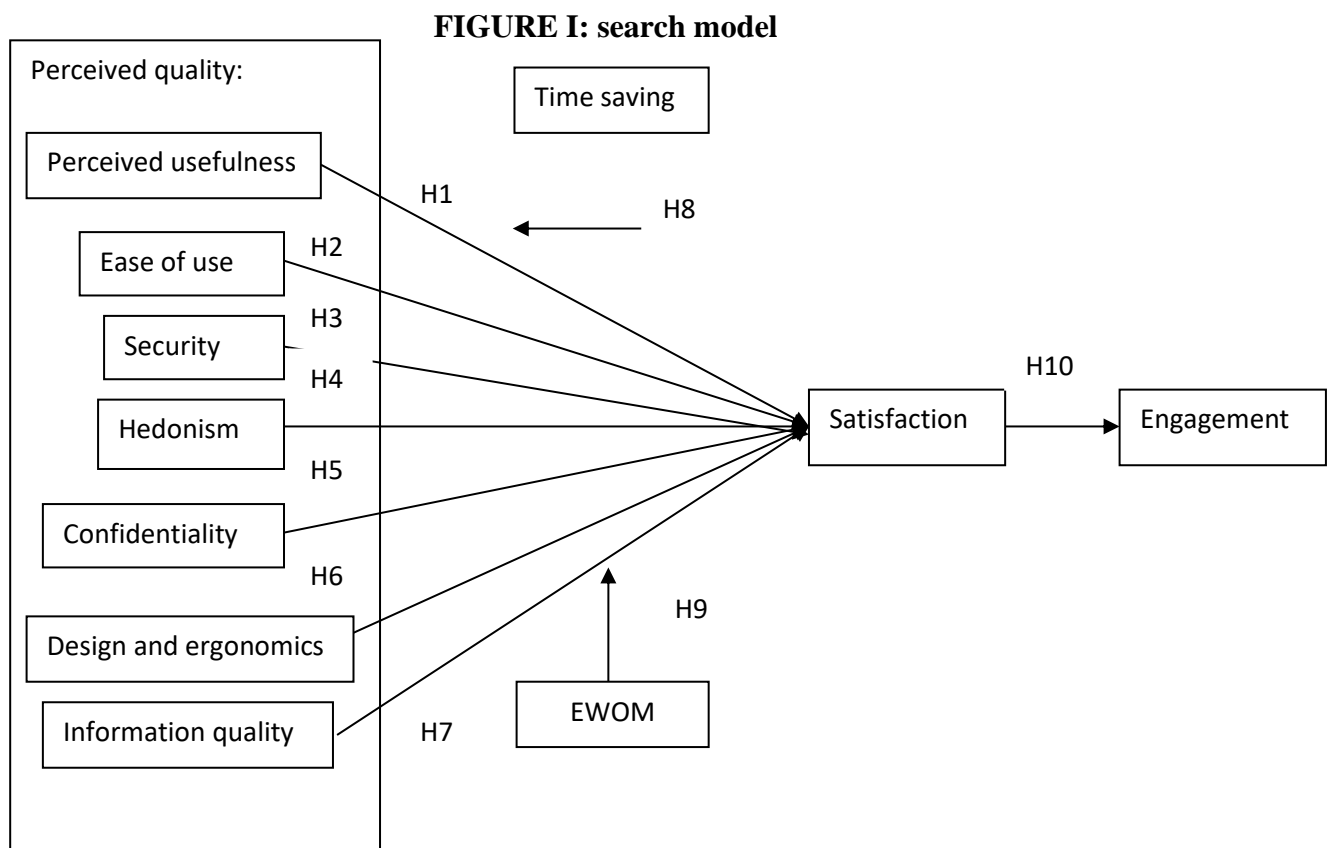 FIGURE I: search model
Perceived quality:
Time saving
Perceived usefulness
H1
H8
Ease of use
H2
H3
Security
H4
H10
Hedonism
Satisfaction
Engagement
H5
Confidentiality
H6
H9
Design and ergonomics
EWOM
Information quality
H7